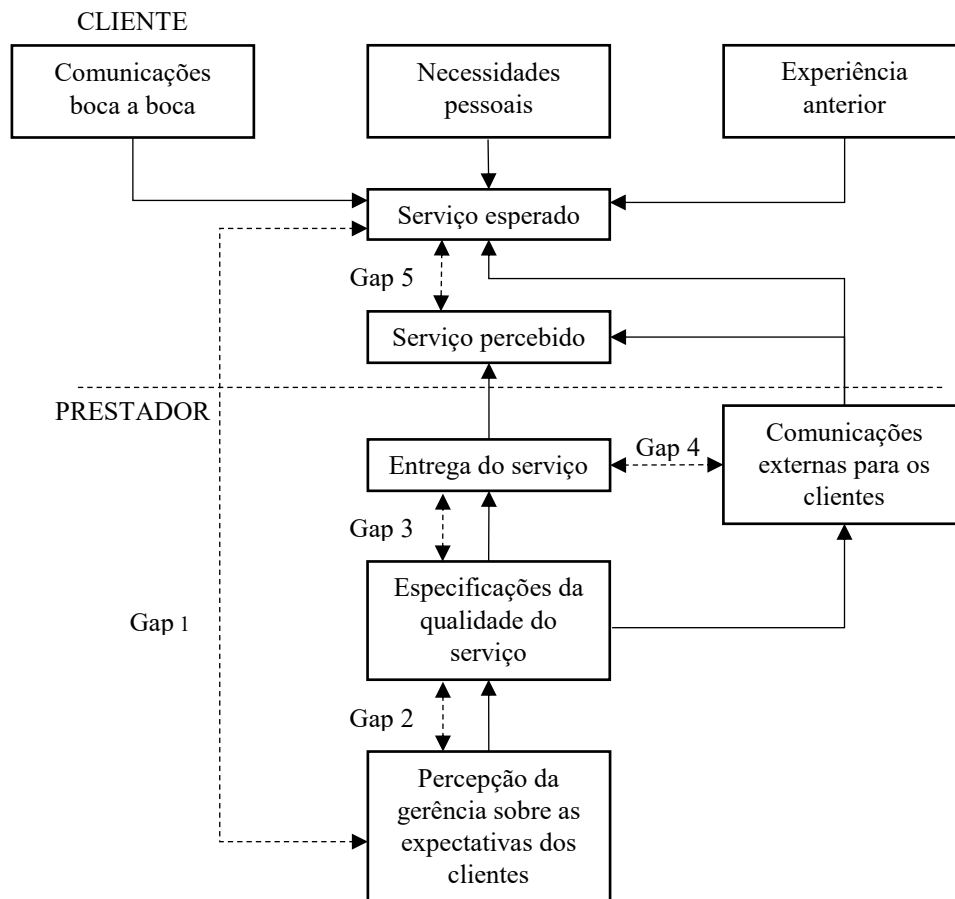 CLIENTE
Comunicações
boca a boca
Necessidades
pessoais
Experiência
anterior
Serviço esperado
Gap 5
Serviço percebido
PRESTADOR
Entrega do serviço
Gap 4
Comunicações
externas para os
clientes
Gap 3
Especificações da
qualidade do
serviço
Gap 1
Gap 2
Percepção da
gerência sobre as
expectativas dos
clientes